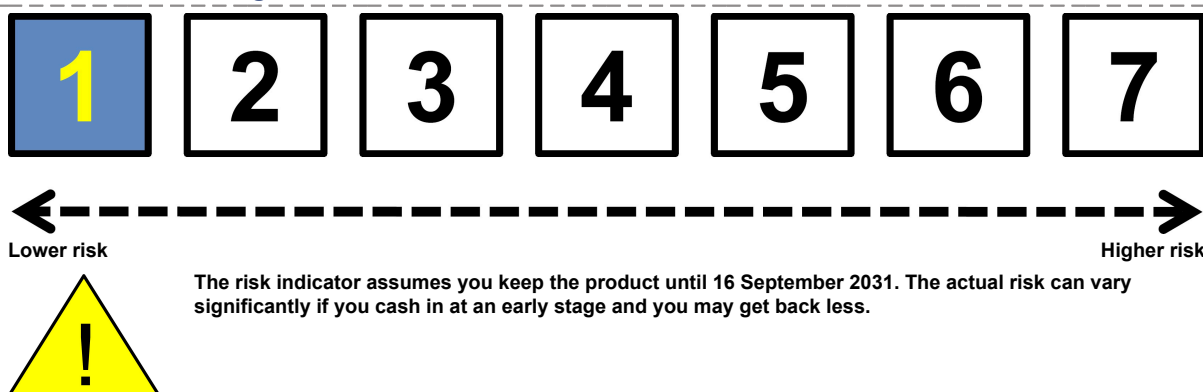 1 2 3 4 5 6 7
Lower risk Higher risk
The risk indicator assumes you keep the product until 16 September 2031. The actual risk can vary
significantly if you cash in at an early stage and you may get back less.
!